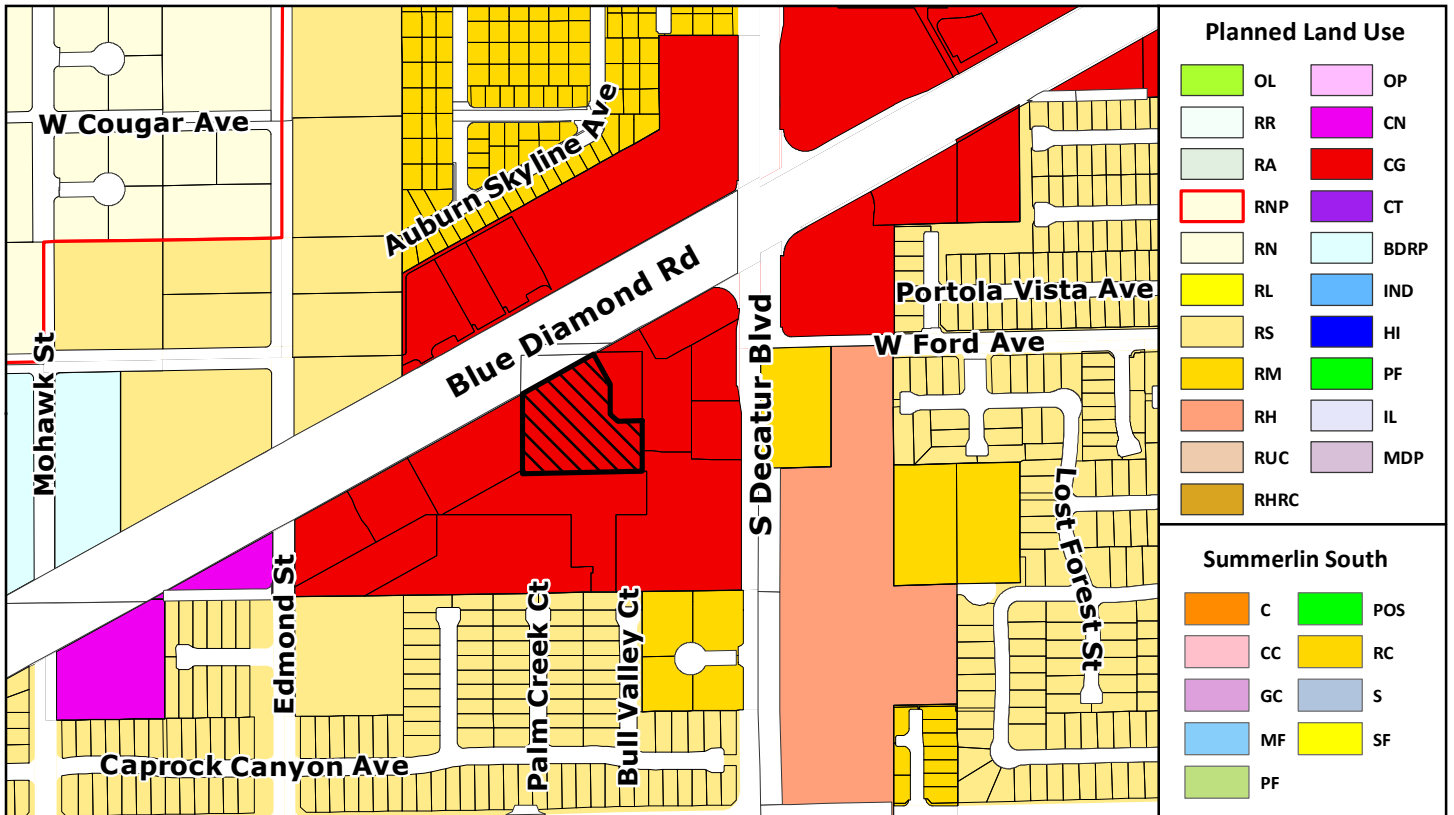 W Cougar Ave
Auburn Skyline Ave
Blue Diamond Rd
Portola Vista Ave
W Ford Ave
Mohawk St
S Decatur Blvd
Lost Forest St
Edmond St
Palm Creek Ct
Bull Valley Ct
Caprock Canyon Ave
Planned Land Use
OL
OP
RR
CN
RA
CG
RNP
CT
RN
BDRP
RL
IND
RS
HI
RM
PF
RH
IL
RUC
MDP
RHRC
Summerlin South
C
POS
CC
RC
GC
S
MF
SF
PF